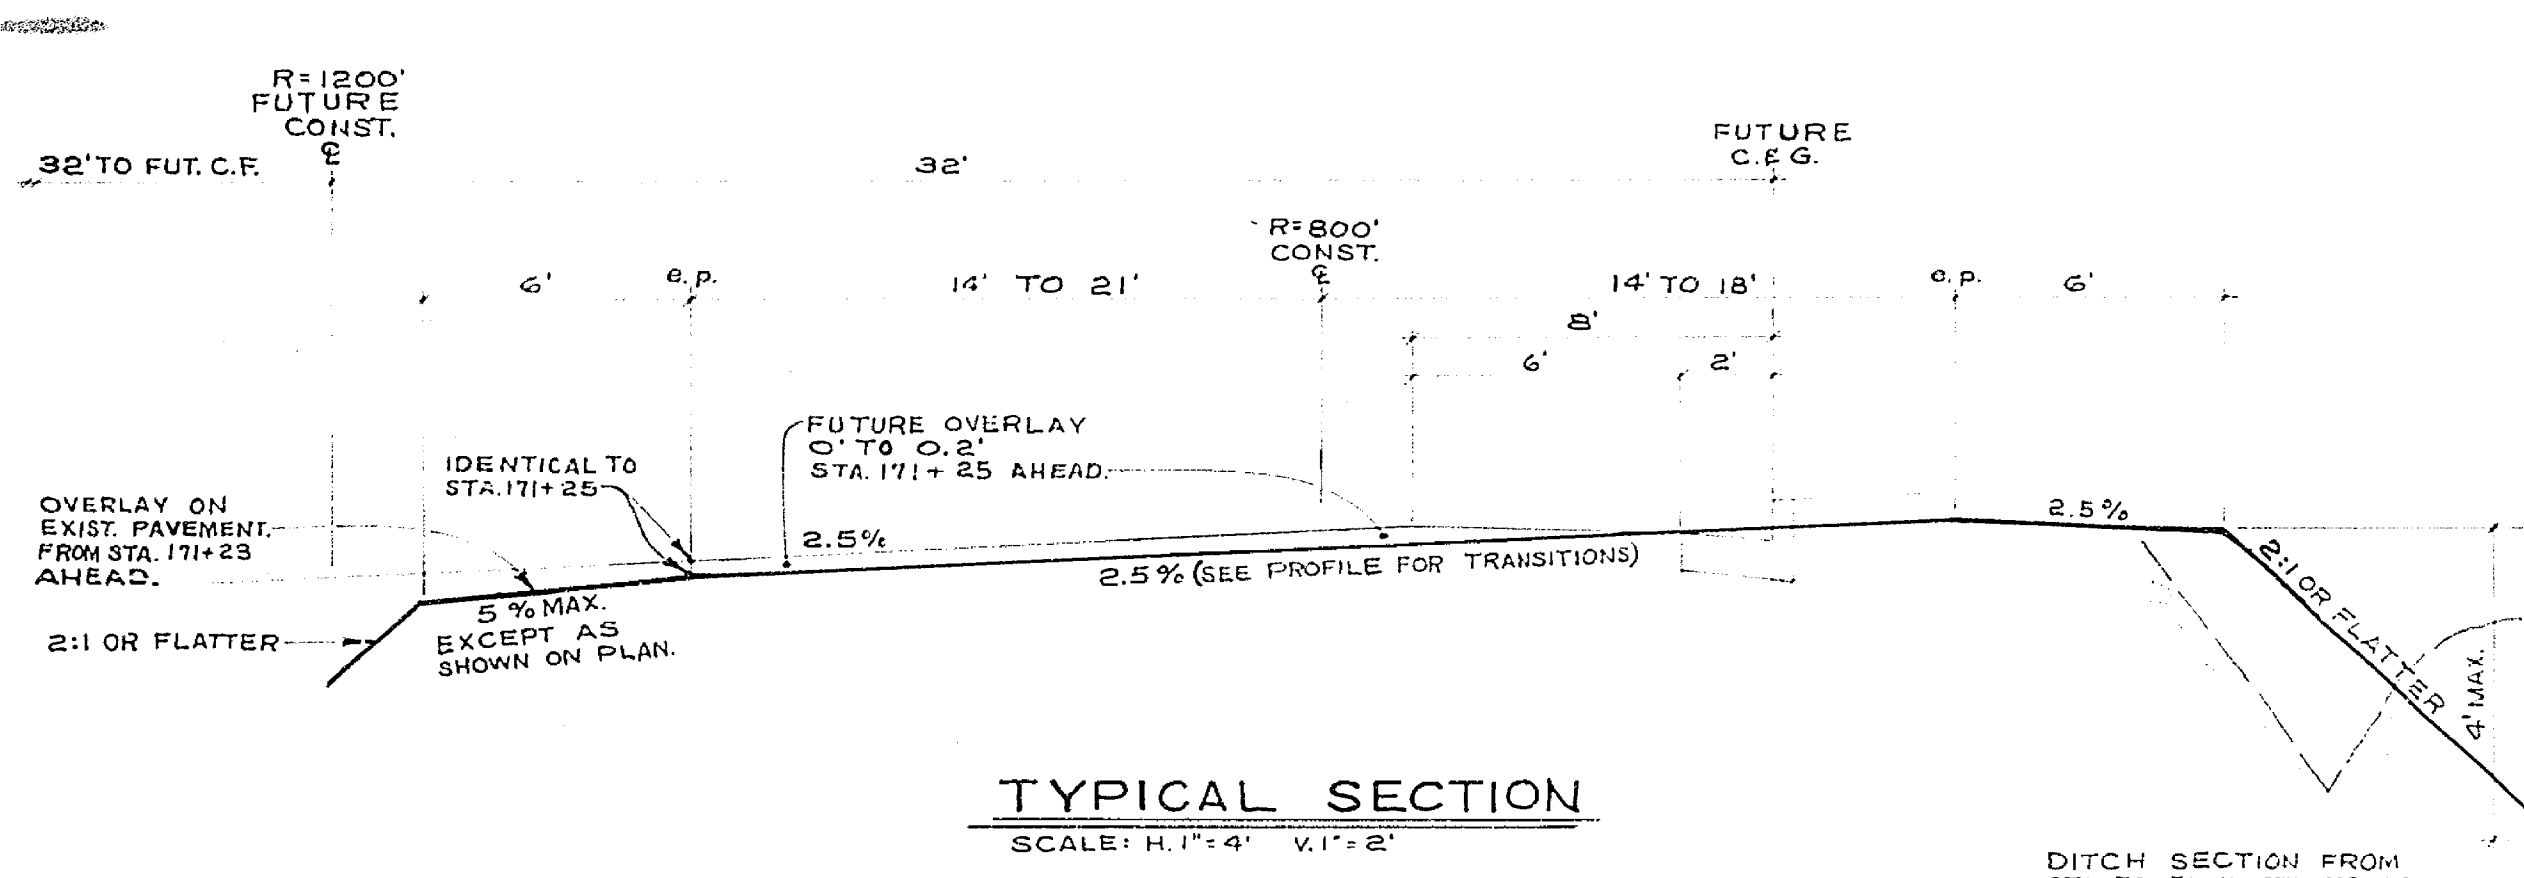 R=1200'
FUTURE
CONST.
℄
32' TO FUT. C.F.
32'
FUTURE
C. & G.
R=800'
CONST.
℄
6'
e.p.
14' TO 21'
14' TO 18'
e.p.
6'
8'
6'
2'
FUTURE OVERLAY
0' TO 0.2'
STA. 171+25 AHEAD.
IDENTICAL TO
STA. 171+25
OVERLAY ON
EXIST. PAVEMENT.
FROM STA. 171+23
AHEAD.
2.5%
2.5%
2.5% (SEE PROFILE FOR TRANSITIONS)
5% MAX.
EXCEPT AS
SHOWN ON PLAN.
2:1 OR FLATTER
2:1 OR FLATTER
4' MAX.
TYPICAL SECTION
SCALE: H. 1"=4' V. 1"=2'
DITCH SECTION FROM